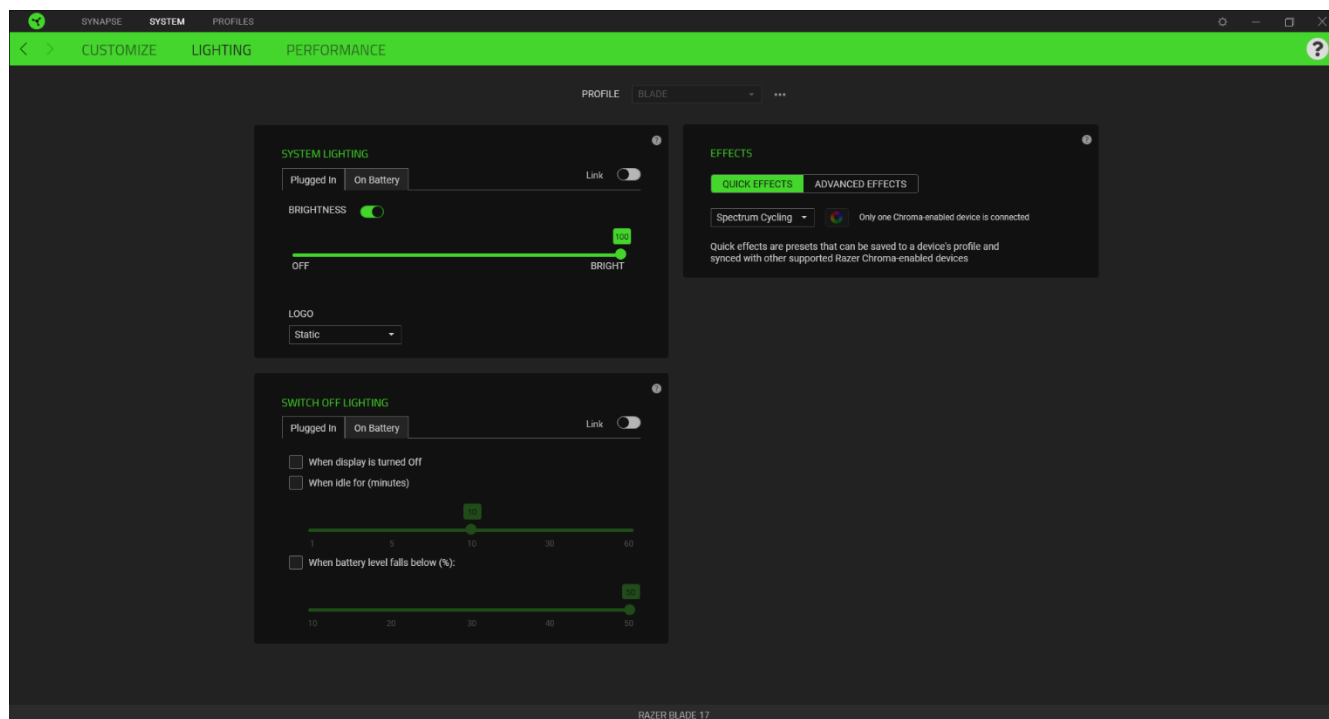 SYNAPSE SYSTEM PROFILES
CUSTOMIZE LIGHTING PERFORMANCE ?
PROFILE BLADE
SYSTEM LIGHTING ?
Plugged In On Battery Link
BRIGHTNESS
100
OFF BRIGHT
LOGO
Static
SWITCH OFF LIGHTING ?
Plugged In On Battery Link
When display is turned Off
When idle for (minutes)
10
1 5 10 30 60
When battery level falls below (%):
50
10 20 30 40 50
EFFECTS ?
QUICK EFFECTS ADVANCED EFFECTS
Spectrum Cycling Only one Chroma-enabled device is connected
Quick effects are presets that can be saved to a device's profile and
synced with other supported Razer Chroma-enabled devices
RAZER BLADE 17